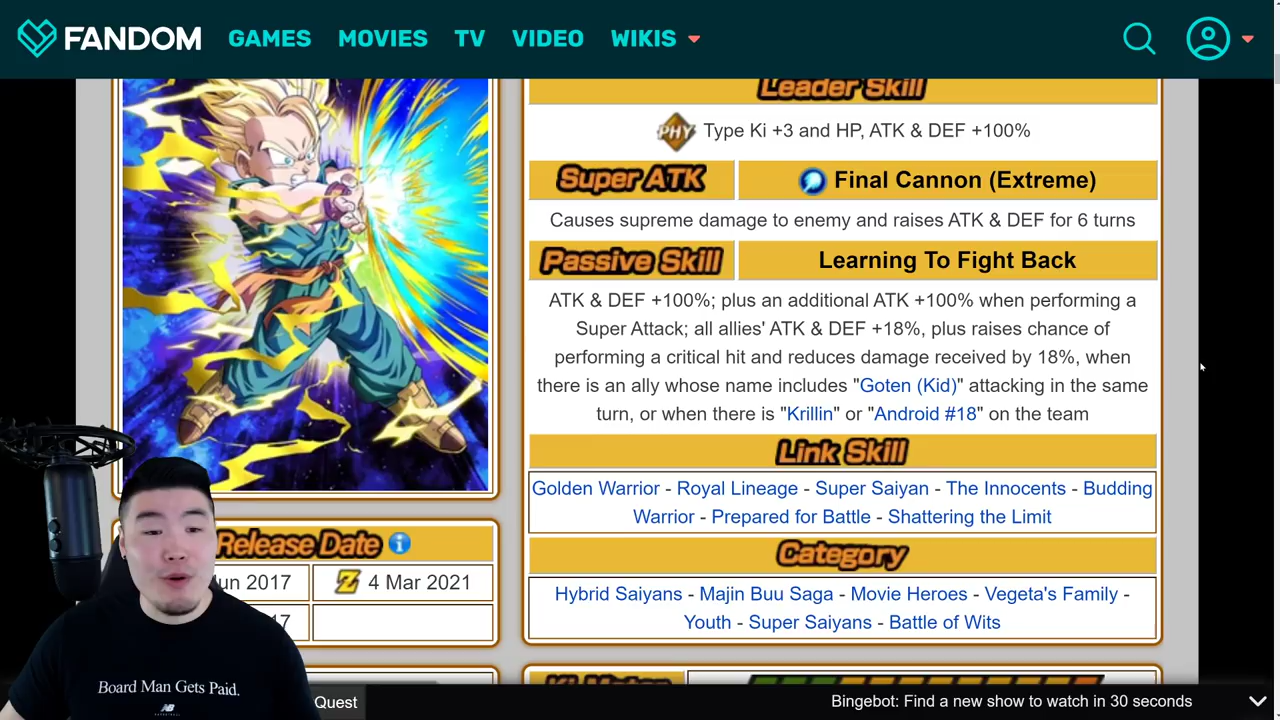 FANDOM GAMES MOVIES TV VIDEO WIKIS
Leader Skill
PHY Type Ki +3 and HP, ATK & DEF +100%
Super ATK Final Cannon (Extreme)
Causes supreme damage to enemy and raises ATK & DEF for 6 turns
Passive Skill Learning To Fight Back
ATK & DEF +100%; plus an additional ATK +100% when performing a
Super Attack; all allies' ATK & DEF +18%, plus raises chance of
performing a critical hit and reduces damage received by 18%, when
there is an ally whose name includes "Goten (Kid)" attacking in the same
turn, or when there is "Krillin" or "Android #18" on the team
Link Skill
Golden Warrior - Royal Lineage - Super Saiyan - The Innocents - Budding
Warrior - Prepared for Battle - Shattering the Limit
Category
Hybrid Saiyans - Majin Buu Saga - Movie Heroes - Vegeta's Family -
Youth - Super Saiyans - Battle of Wits
Release Date i
un 2017 Z 4 Mar 2021
17
Board Man Gets Paid.
NB
Quest
Bingebot: Find a new show to watch in 30 seconds